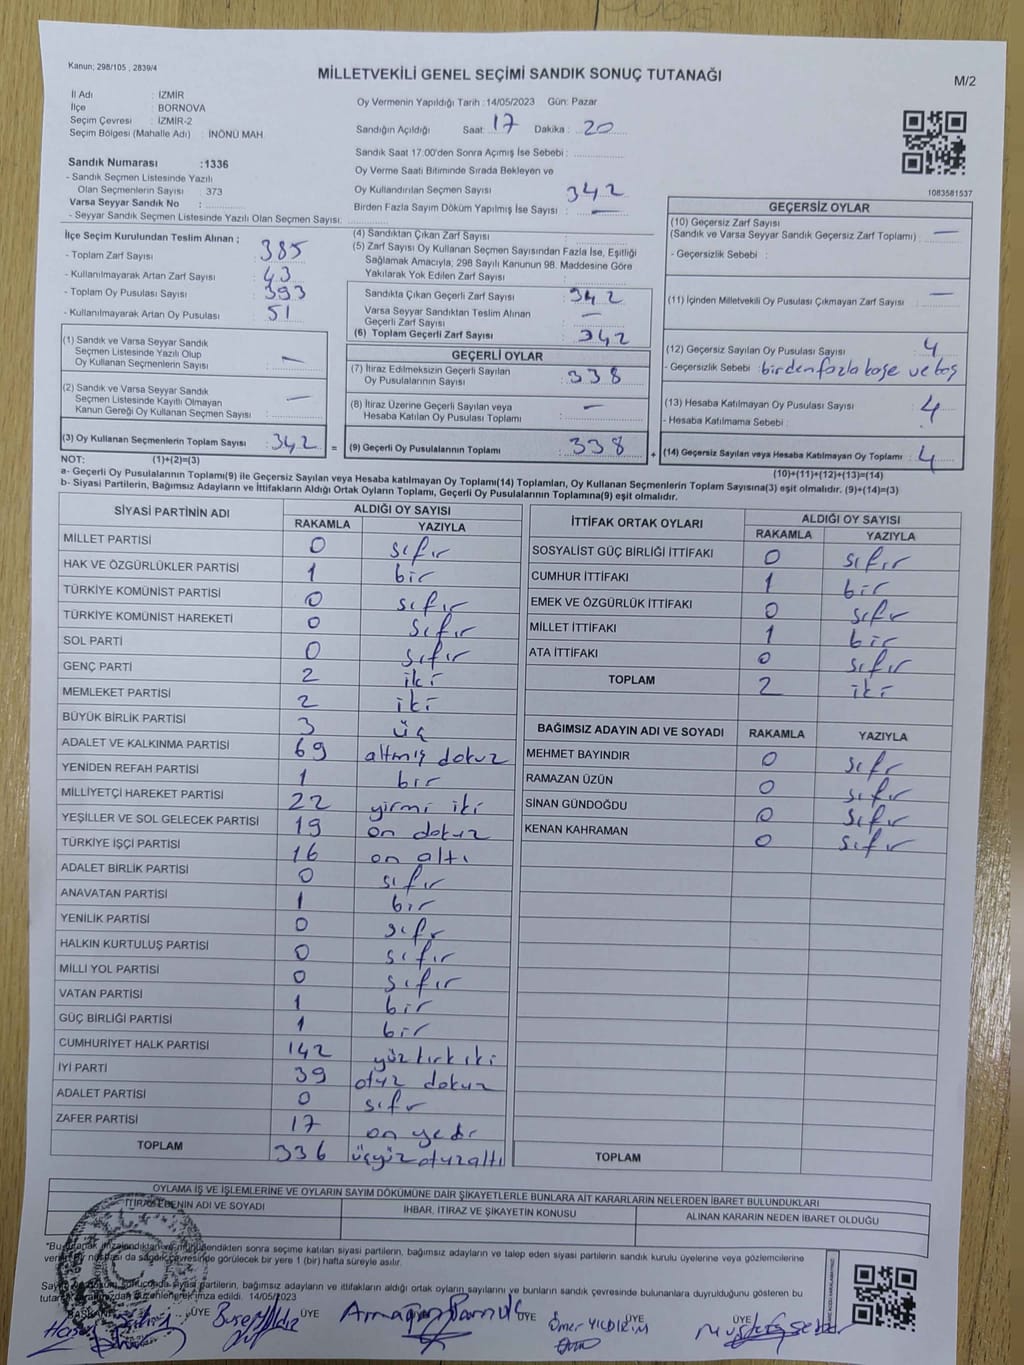 Kanun; 298/105 , 2839/4
MİLLETVEKİLİ GENEL SEÇİMİ SANDIK SONUÇ TUTANAĞI
M/2
İl Adı : İZMİR
İlçe : BORNOVA
Seçim Çevresi : İZMİR-2
Seçim Bölgesi (Mahalle Adı) : İNÖNÜ MAH.
Oy Vermenin Yapıldığı Tarih :14/05/2023 Gün: Pazar
Sandığın Açıldığı Saat: 17 Dakika : 20
Sandık Saat 17:00'den Sonra Açımış İse Sebebi :
Oy Verme Saati Bitiminde Sırada Bekleyen ve
Oy Kullandırılan Seçmen Sayısı : 342
Birden Fazla Sayım Döküm Yapılmış İse Sayısı : —
1083581537
Sandık Numarası :1336
- Sandık Seçmen Listesinde Yazılı
Olan Seçmenlerin Sayısı : 373
Varsa Seyyar Sandık No :
- Seyyar Sandık Seçmen Listesinde Yazılı Olan Seçmen Sayısı:
İlçe Seçim Kurulundan Teslim Alınan ;
- Toplam Zarf Sayısı : 385
- Kullanılmayarak Artan Zarf Sayısı : 43
- Toplam Oy Pusulası Sayısı : 393
- Kullanılmayarak Artan Oy Pusulası : 51
(1) Sandık ve Varsa Seyyar Sandık
Seçmen Listesinde Yazılı Olup
Oy Kullanan Seçmenlerin Sayısı : —
(2) Sandık ve Varsa Seyyar Sandık
Seçmen Listesinde Kayıtlı Olmayan
Kanun Gereği Oy Kullanan Seçmen Sayısı : —
(3) Oy Kullanan Seçmenlerin Toplam Sayısı : 342 =
(4) Sandıktan Çıkan Zarf Sayısı :
(5) Zarf Sayısı Oy Kullanan Seçmen Sayısından Fazla İse, Eşitliği
Sağlamak Amacıyla, 298 Sayılı Kanunun 98. Maddesine Göre
Yakılarak Yok Edilen Zarf Sayısı :
Sandıkta Çıkan Geçerli Zarf Sayısı : 342
Varsa Seyyar Sandıktan Teslim Alınan
Geçerli Zarf Sayısı : —
(6) Toplam Geçerli Zarf Sayısı : 342
GEÇERLİ OYLAR
(7) İtiraz Edilmeksizin Geçerli Sayılan
Oy Pusulalarının Sayısı : 338
(8) İtiraz Üzerine Geçerli Sayılan veya
Hesaba Katılan Oy Pusulası Toplamı : —
(9) Geçerli Oy Pusulalarının Toplamı : 338 +
GEÇERSİZ OYLAR
(10) Geçersiz Zarf Sayısı
(Sandık ve Varsa Seyyar Sandık Geçersiz Zarf Toplamı) : —
- Geçersizlik Sebebi :
(11) İçinden Milletvekili Oy Pusulası Çıkmayan Zarf Sayısı : —
(12) Geçersiz Sayılan Oy Pusulası Sayısı : 4
- Geçersizlik Sebebi : birden fazla kaşe ve boş
(13) Hesaba Katılmayan Oy Pusulası Sayısı : 4
- Hesaba Katılmama Sebebi :
(14) Geçersiz Sayılan veya Hesaba Katılmayan Oy Toplamı : 4
NOT: (1)+(2)=(3)
(10)+(11)+(12)+(13)=(14)
a- Geçerli Oy Pusulalarının Toplamı(9) ile Geçersiz Sayılan veya Hesaba katılmayan Oy Toplamı(14) Toplamları, Oy Kullanan Seçmenlerin Toplam Sayısına(3) eşit olmalıdır. (9)+(14)=(3)
b- Siyasi Partilerin, Bağımsız Adayların ve İttifakların Aldığı Ortak Oyların Toplamı, Geçerli Oy Pusulalarının Toplamına(9) eşit olmalıdır.
SİYASİ PARTİNİN ADI ALDIĞI OY SAYISI
RAKAMLA YAZIYLA
MİLLET PARTİSİ 0 sıfır
HAK VE ÖZGÜRLÜKLER PARTİSİ 1 bir
TÜRKİYE KOMÜNİST PARTİSİ 0 sıfır
TÜRKİYE KOMÜNİST HAREKETİ 0 sıfır
SOL PARTİ 0 sıfır
GENÇ PARTİ 2 iki
MEMLEKET PARTİSİ 2 iki
BÜYÜK BİRLİK PARTİSİ 3 üç
ADALET VE KALKINMA PARTİSİ 69 altmış dokuz
YENİDEN REFAH PARTİSİ 1 bir
MİLLİYETÇİ HAREKET PARTİSİ 22 yirmi iki
YEŞİLLER VE SOL GELECEK PARTİSİ 19 on dokuz
TÜRKİYE İŞÇİ PARTİSİ 16 on altı
ADALET BİRLİK PARTİSİ 0 sıfır
ANAVATAN PARTİSİ 1 bir
YENİLİK PARTİSİ 0 sıfır
HALKIN KURTULUŞ PARTİSİ 0 sıfır
MİLLİ YOL PARTİSİ 0 sıfır
VATAN PARTİSİ 1 bir
GÜÇ BİRLİĞİ PARTİSİ 1 bir
CUMHURİYET HALK PARTİSİ 142 yüz kırk iki
İYİ PARTİ 39 otuz dokuz
ADALET PARTİSİ 0 sıfır
ZAFER PARTİSİ 17 on yedi
TOPLAM 336 üçyüz otuzaltı
İTTİFAK ORTAK OYLARI ALDIĞI OY SAYISI
RAKAMLA YAZIYLA
SOSYALİST GÜÇ BİRLİĞİ İTTİFAKI 0 sıfır
CUMHUR İTTİFAKI 1 bir
EMEK VE ÖZGÜRLÜK İTTİFAKI 0 sıfır
MİLLET İTTİFAKI 1 bir
ATA İTTİFAKI 0 sıfır
TOPLAM 2 iki
BAĞIMSIZ ADAYIN ADI VE SOYADI RAKAMLA YAZIYLA
MEHMET BAYINDIR 0 sıfır
RAMAZAN ÜZÜN 0 sıfır
SİNAN GÜNDOĞDU 0 sıfır
KENAN KAHRAMAN 0 sıfır
TOPLAM
OYLAMA İŞ VE İŞLEMLERİNE VE OYLARIN SAYIM DÖKÜMÜNE DAİR ŞİKAYETLERLE BUNLARA AİT KARARLARIN NELERDEN İBARET BULUNDUKLARI
İTİRAZ EDENİN ADI VE SOYADI IHBAR, İTİRAZ VE ŞİKAYETİN KONUSU ALINAN KARARIN NEDEN İBARET OLDUĞU
*Bu tutanak imzalandıktan ve mühürlendikten sonra seçime katılan siyasi partilerin, bağımsız adayların ve talep eden siyasi partilerin sandık kurulu üyelerine veya gözlemcilerine
bir yere 1 (bir) hafta süreyle asılır.
siyasi partilerin, bağımsız adayların ve ittifakların aldığı ortak oyların sayılarını ve bunların sandık çevresinde bulunanlara duyrulduğunu gösteren bu
düzenlenerek imza edildi. 14/05/2023
BAŞKAN ÜYE ÜYE ÜYE ÜYE ÜYE
Ömer YILDIRIM